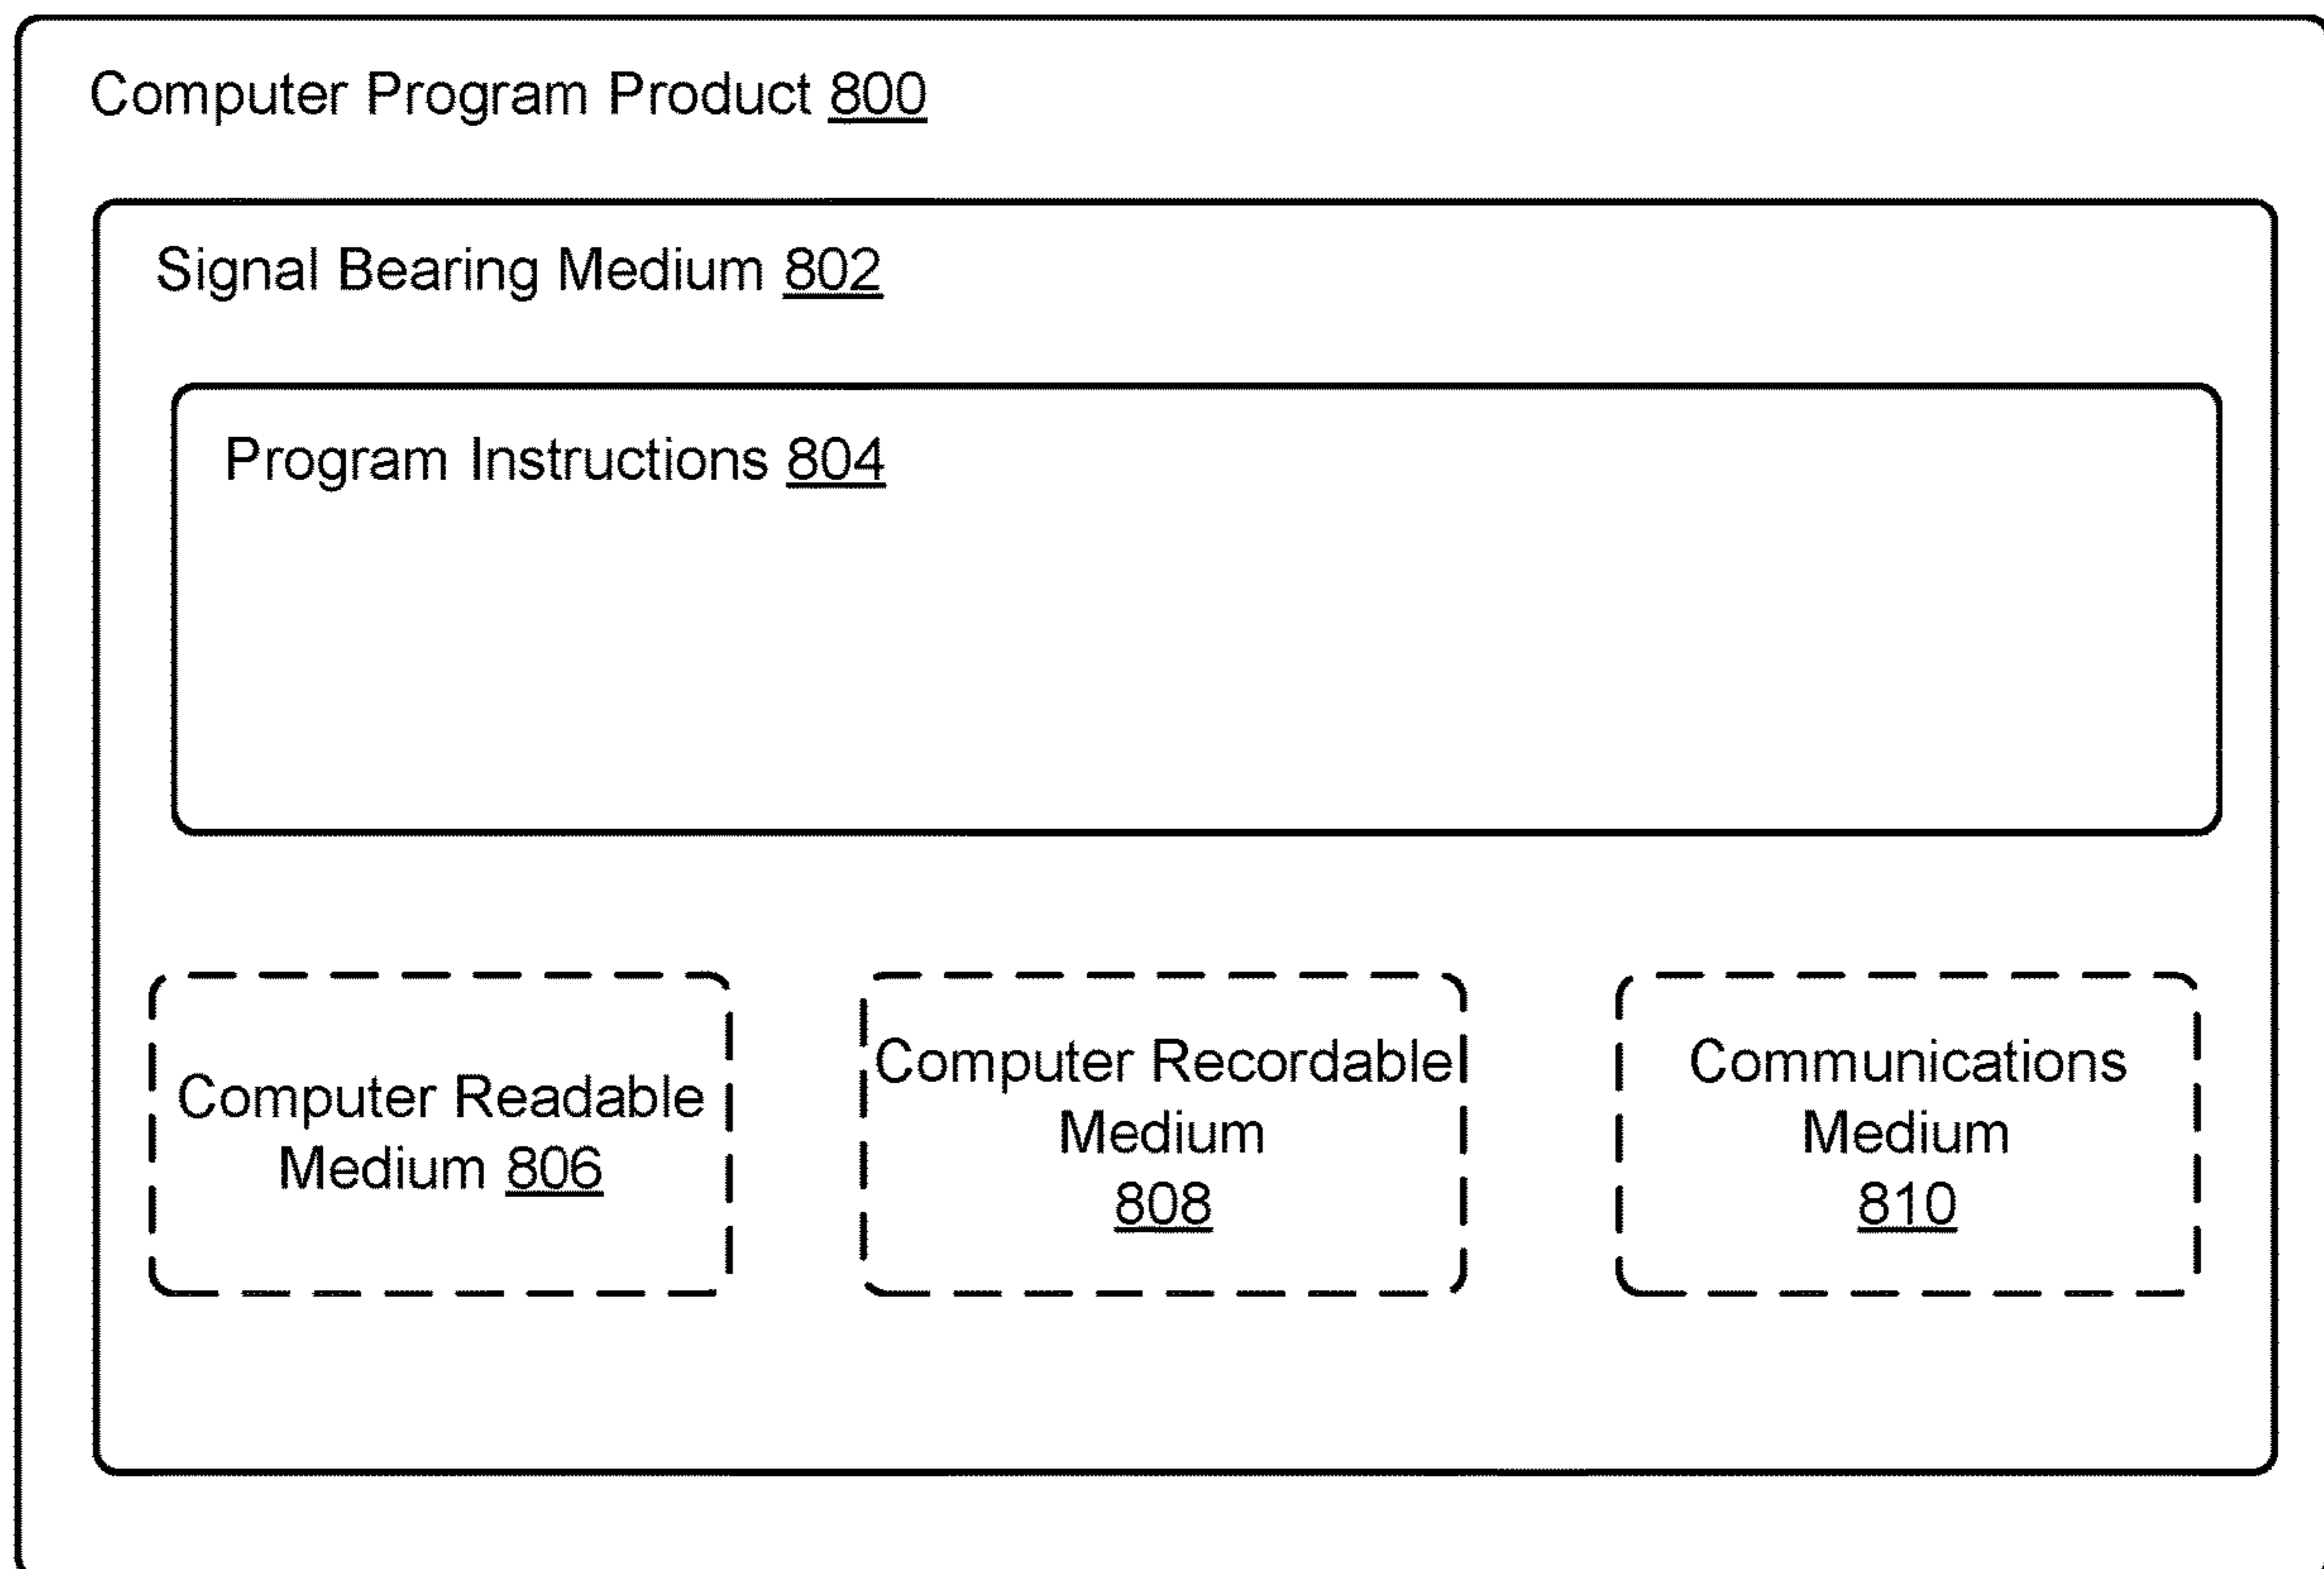 Computer Program Product 800
Signal Bearing Medium 802
Program Instructions 804
Computer Readable
Medium 806
Computer Recordable
Medium
808
Communications
Medium
810